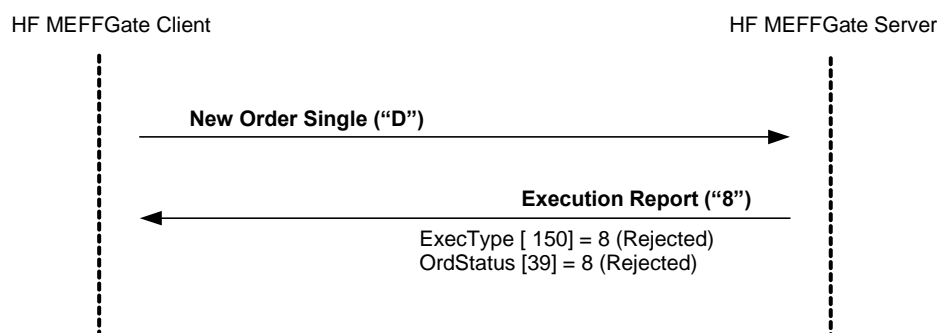 HF MEFFGate Client
HF MEFFGate Server
New Order Single (“D”)
Execution Report (“8”)
ExecType [ 150] = 8 (Rejected)
OrdStatus [39] = 8 (Rejected)